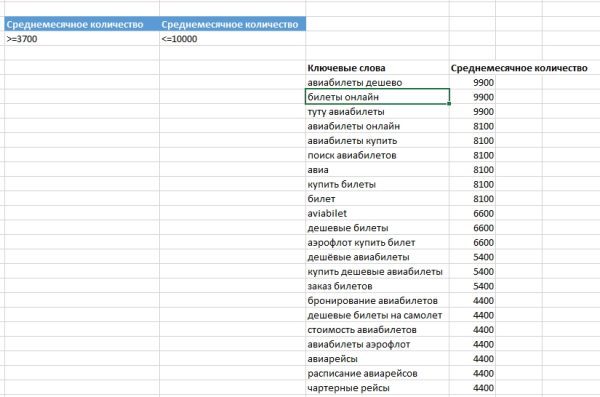 Среднемесячное количество Среднемесячное количество
>=3700 <=10000
Ключевые слова Среднемесячное количество
авиабилеты дешево 9900
билеты онлайн 9900
туту авиабилеты 9900
авиабилеты онлайн 8100
авиабилеты купить 8100
поиск авиабилетов 8100
авиа 8100
купить билеты 8100
билет 8100
aviabilet 6600
дешевые билеты 6600
аэрофлот купить билет 6600
дешёвые авиабилеты 5400
купить дешевые авиабилеты 5400
заказ билетов 5400
бронирование авиабилетов 4400
дешевые билеты на самолет 4400
стоимость авиабилетов 4400
авиабилеты аэрофлот 4400
авиарейсы 4400
расписание авиарейсов 4400
чартерные рейсы 4400